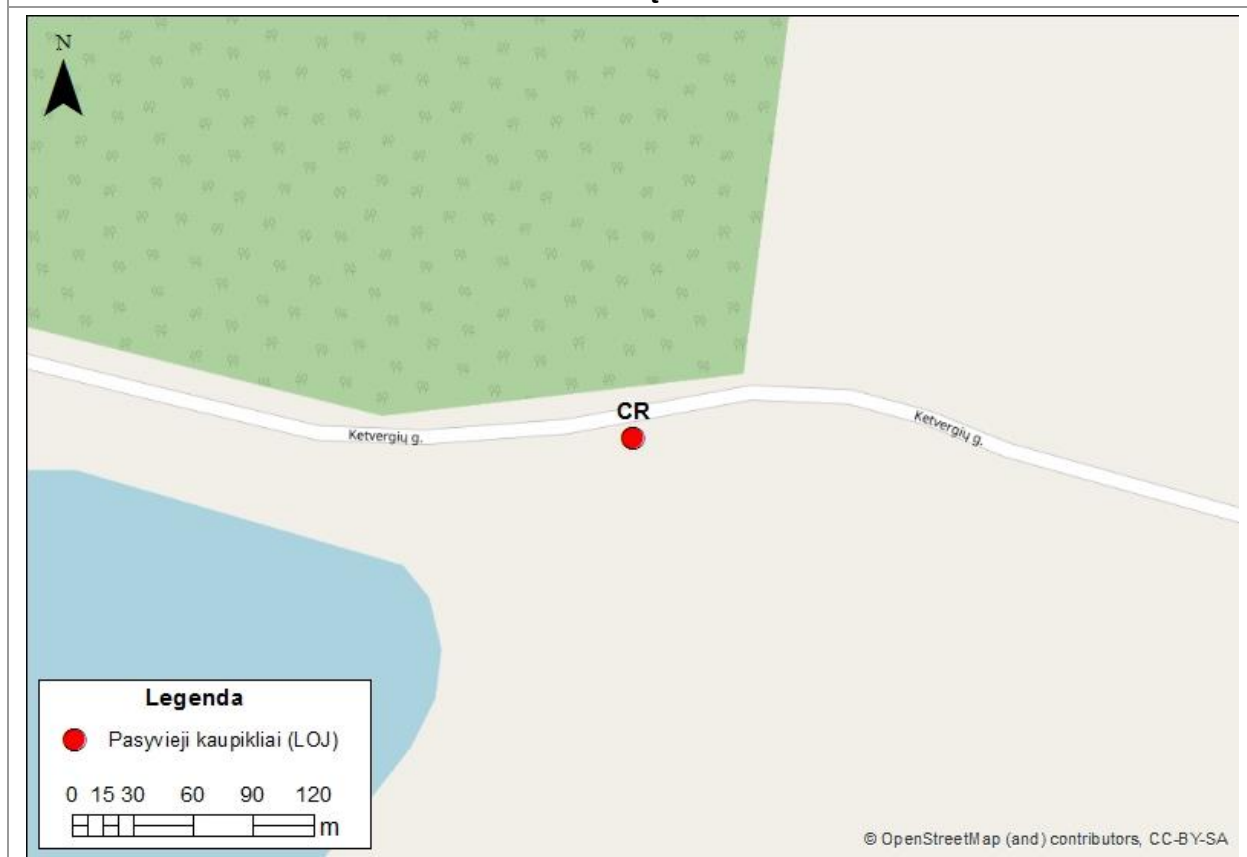 N
CR
Ketvergių g.
Ketvergių g.
Legenda
Pasyvieji kaupikliai (LOJ)
0 15 30 60 90 120
m
© OpenStreetMap (and) contributors, CC-BY-SA